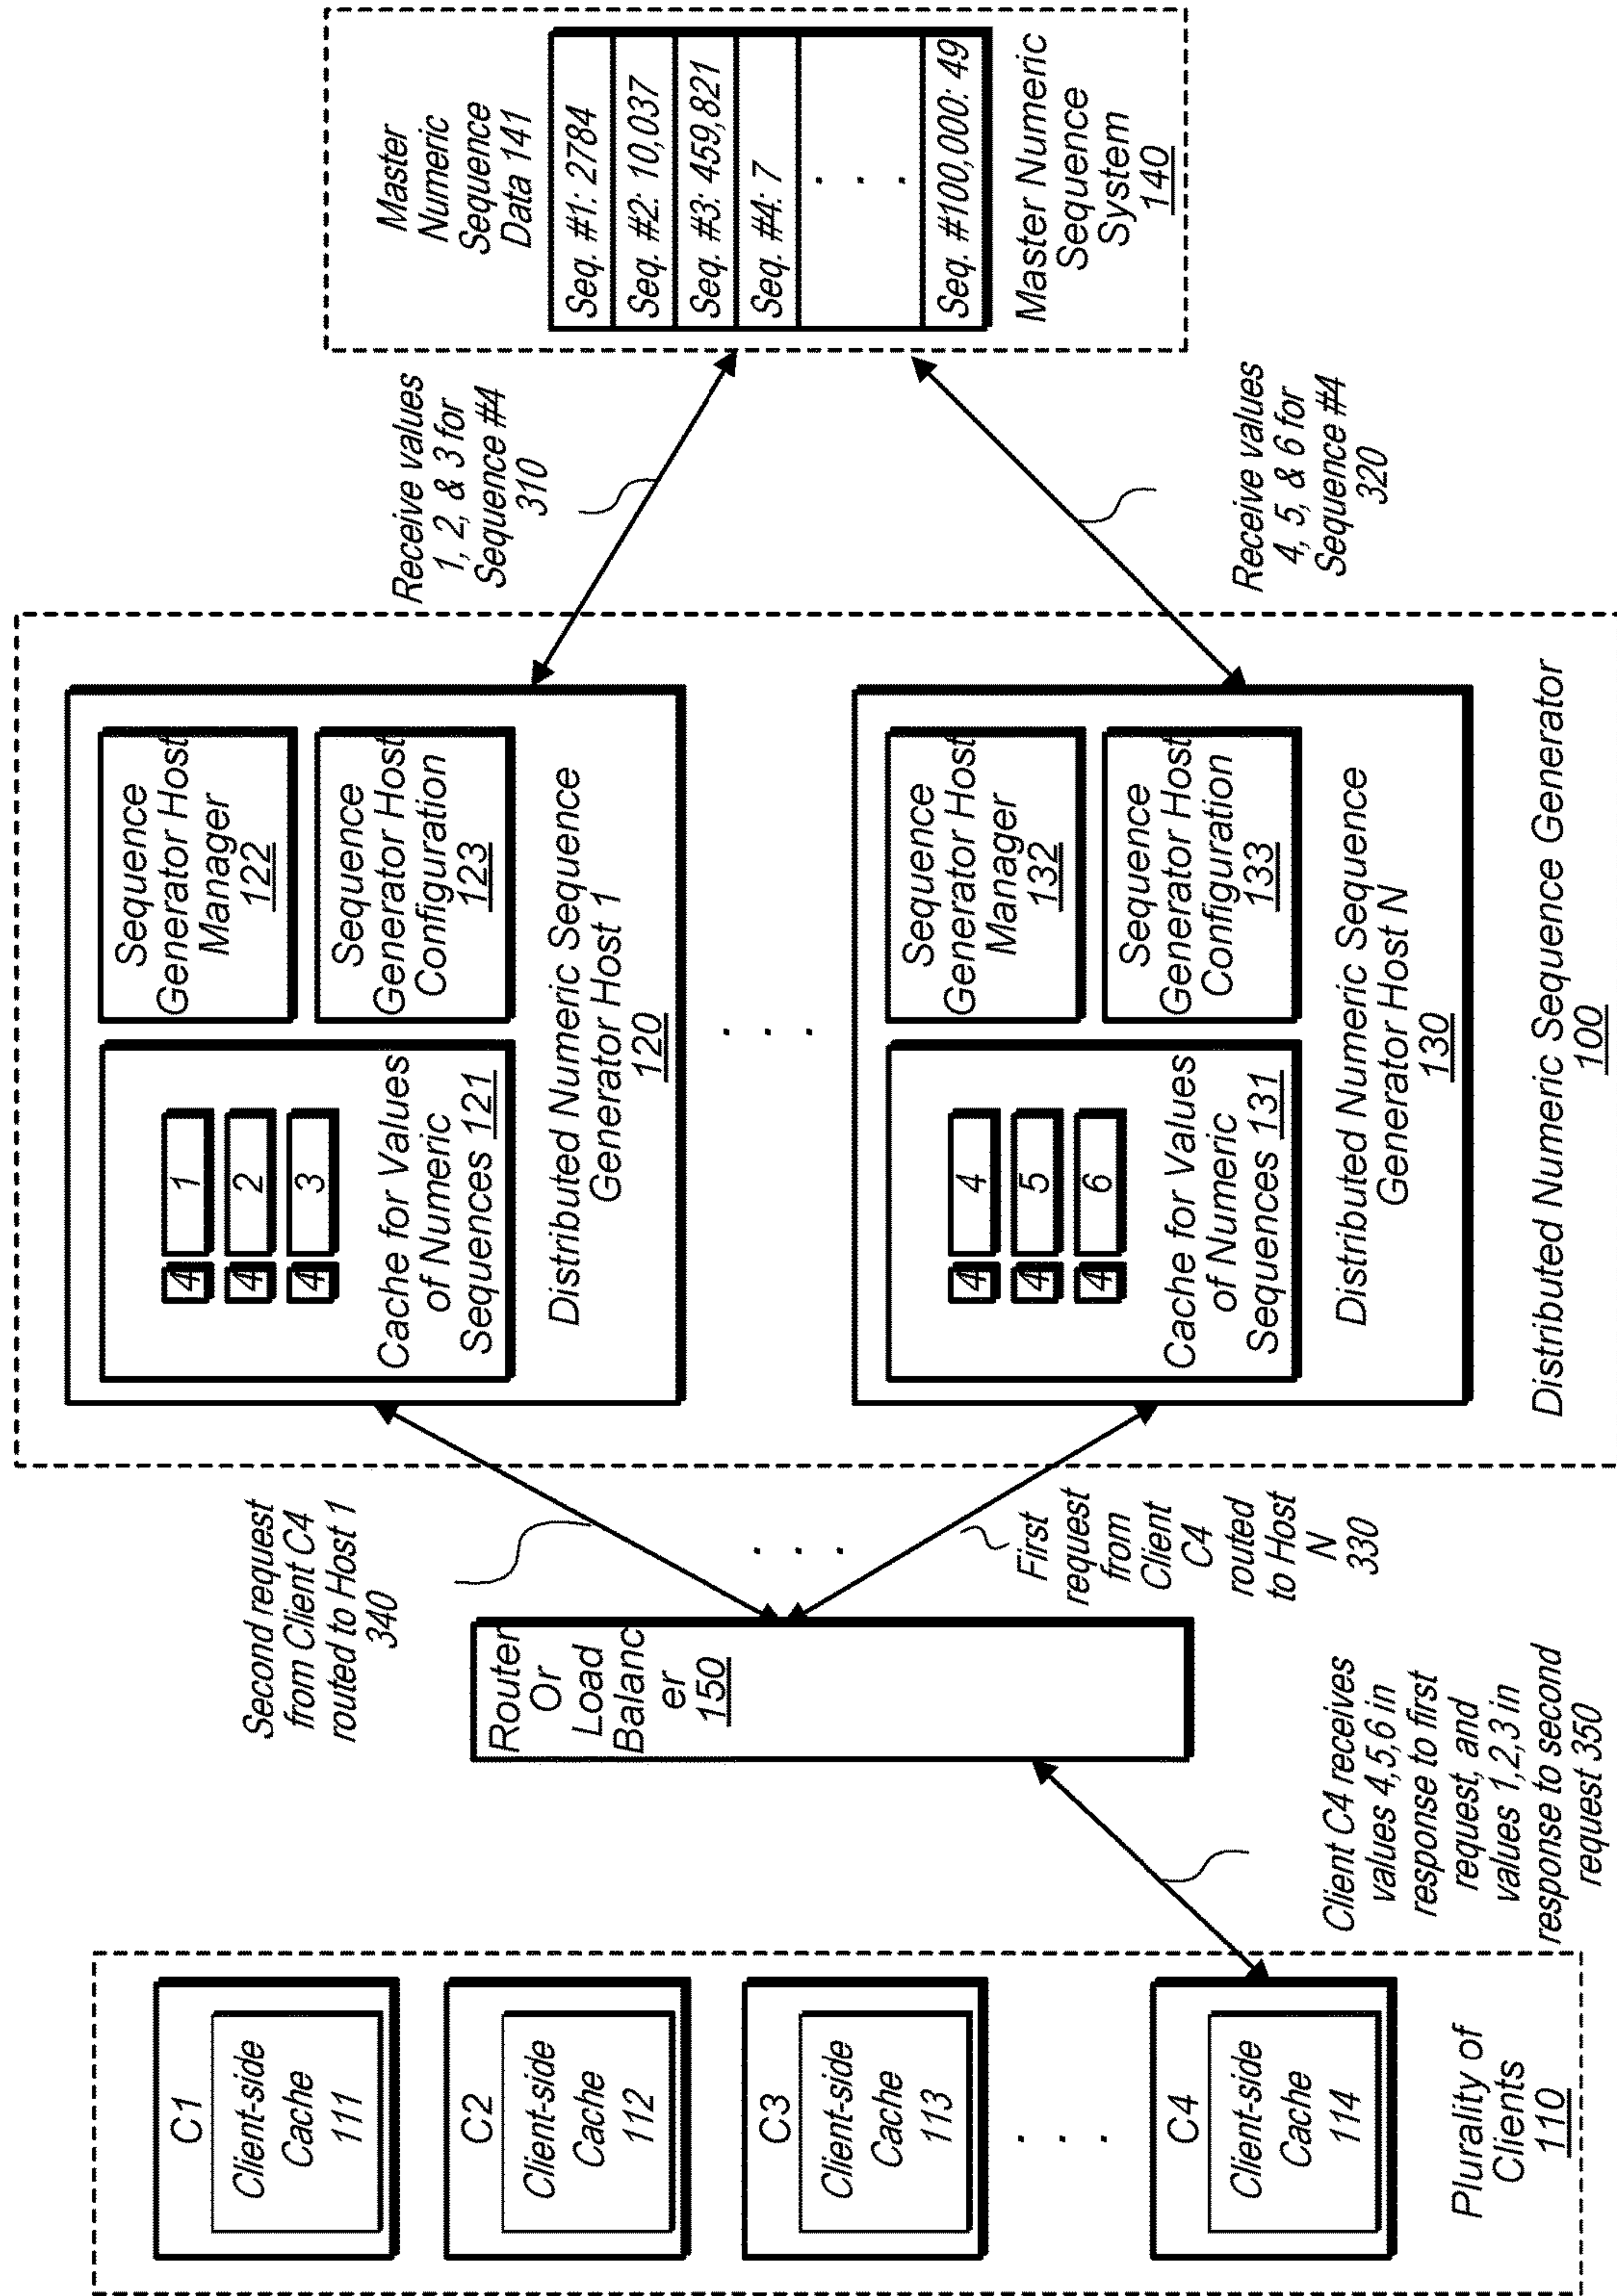 C1
Client-side
Cache
111
C2
Client-side
Cache
112
C3
Client-side
Cache
113
. . .
C4
Client-side
Cache
114
Plurality of
Clients
110
Second request
from Client C4
routed to Host 1
340
Router
Or
Load
Balanc
er
150
. . .
First
request
from
Client
C4
routed
to Host
N
330
Client C4 receives
values 4,5,6 in
response to first
request, and
values 1,2,3 in
response to second
request 350
4 1
4 2
4 3
Cache for Values
of Numeric
Sequences 121
Sequence
Generator Host
Manager
122
Sequence
Generator Host
Configuration
123
Distributed Numeric Sequence
Generator Host 1
120
. . .
4 4
4 5
4 6
Cache for Values
of Numeric
Sequences 131
Sequence
Generator Host
Manager
132
Sequence
Generator Host
Configuration
133
Distributed Numeric Sequence
Generator Host N
130
Distributed Numeric Sequence Generator
100
Receive values
1, 2, & 3 for
Sequence #4
310
Receive values
4, 5, & 6 for
Sequence #4
320
Master
Numeric
Sequence
Data 141
Seq. #1: 2784
Seq. #2: 10,037
Seq. #3: 459,821
Seq. #4: 7
. . .
Seq. #100,000: 49
Master Numeric
Sequence
System
140